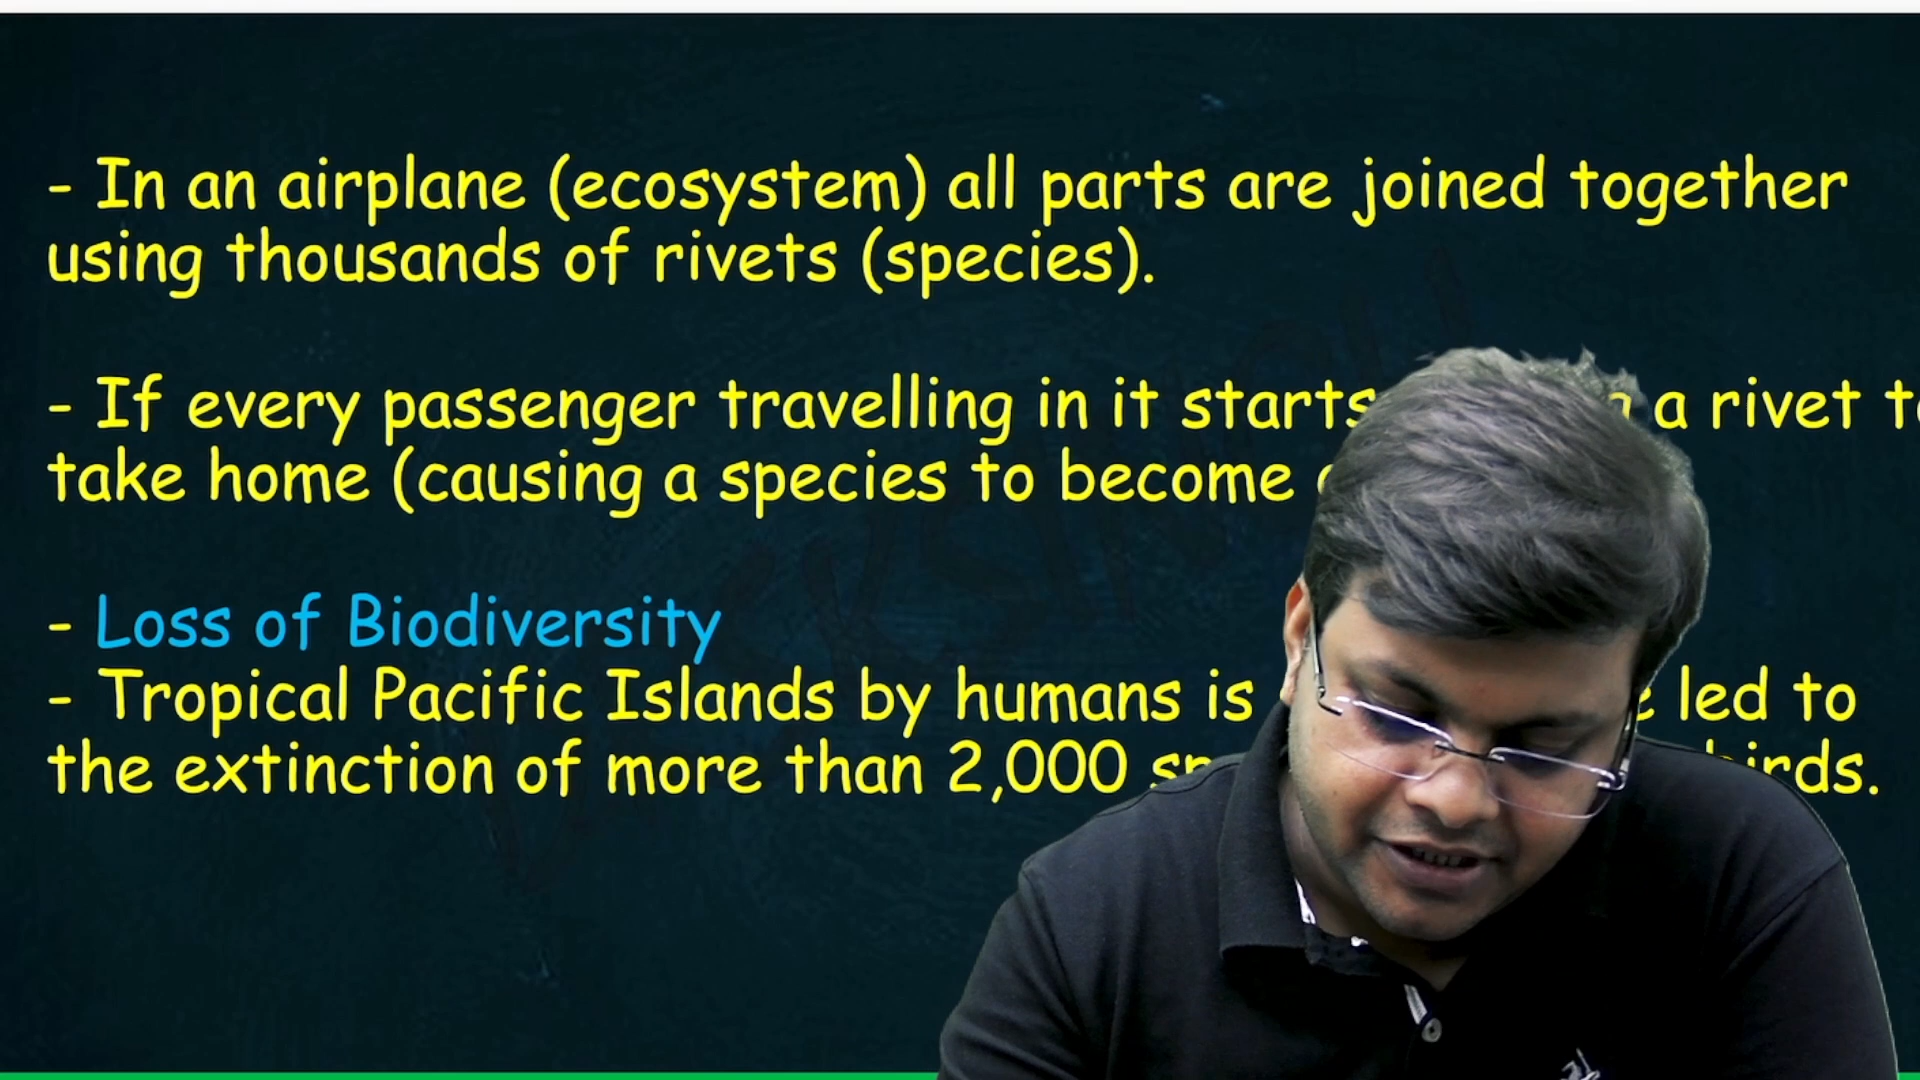 - In an airplane (ecosystem) all parts are joined together
using thousands of rivets (species).
- If every passenger travelling in it starts a rivet
take home (causing a species to become
- Loss of Biodiversity
- Tropical Pacific Islands by humans is led to
the extinction of more than 2,000 birds.